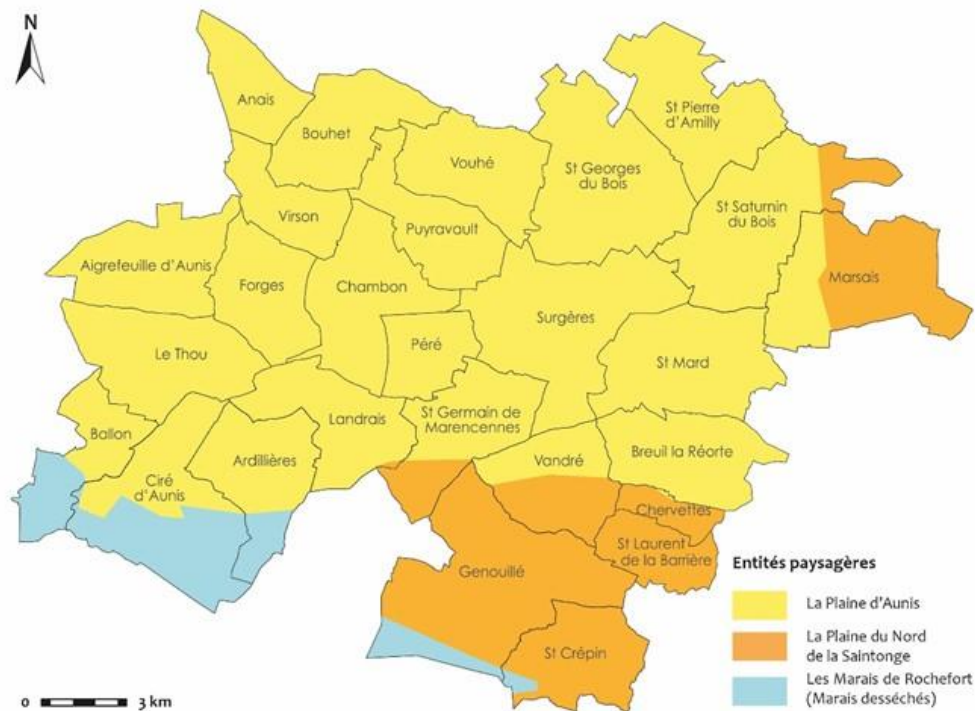 N
Anais
Bouhet
Vouhé
St Georges
du Bois
St Pierre
d'Amilly
St Saturnin
du Bois
Virson
Puyravault
Aigrefeuille d'Aunis
Forges
Chambon
Marsais
Surgères
Le Thou
Péré
St Mard
Landrais
St Germain de
Marencennes
Ballon
Ardillières
Ciré
d'Aunis
Vandré
Breuil la Réorte
Chervettes
St Laurent
de la Barrière
Genouillé
St Crépin
Entités paysagères
La Plaine d'Aunis
La Plaine du Nord
de la Saintonge
Les Marais de Rochefort
(Marais desséchés)
0 3 km